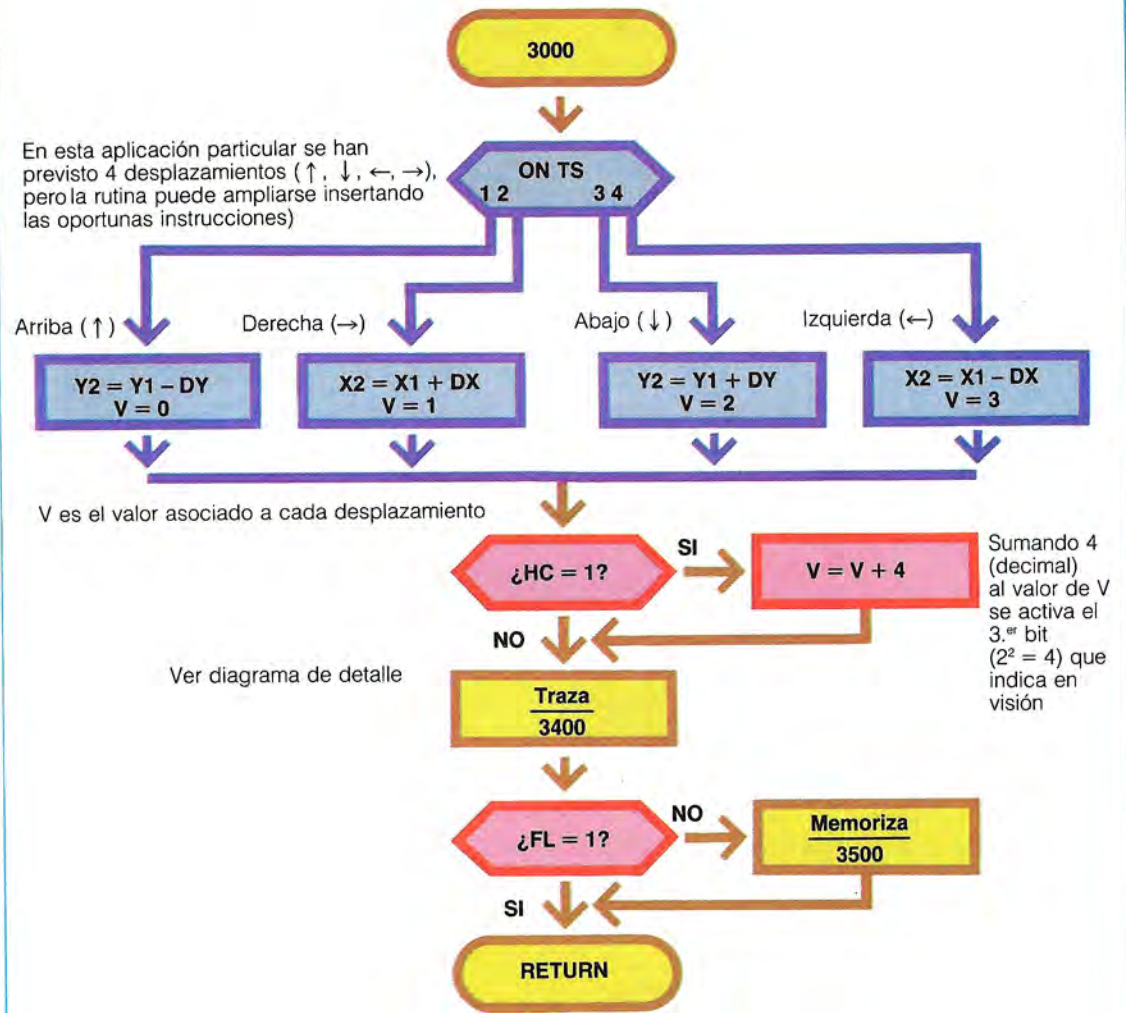 3000
En esta aplicación particular se han
previsto 4 desplazamientos (↑, ↓, ←, →),
pero la rutina puede ampliarse insertando
las oportunas instrucciones)
ON TS
1 2 3 4
Arriba (↑)
Derecha (→)
Abajo (↓)
Izquierda (←)
Y2 = Y1 – DY
V = 0
X2 = X1 + DX
V = 1
Y2 = Y1 + DY
V = 2
X2 = X1 – DX
V = 3
V es el valor asociado a cada desplazamiento
¿HC = 1?
SI
V = V + 4
Sumando 4
(decimal)
al valor de V
se activa el
3.er bit
(2² = 4) que
indica en
visión
NO
Ver diagrama de detalle
Traza
3400
¿FL = 1?
NO
Memoriza
3500
SI
RETURN